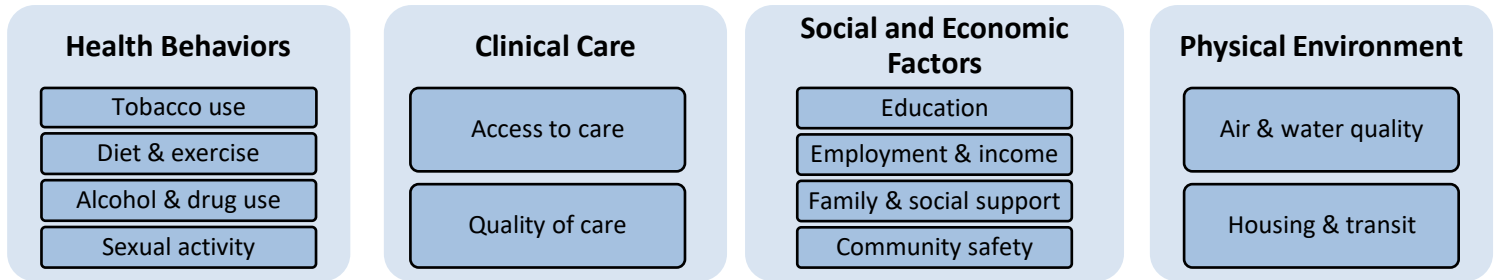 Health Behaviors
Tobacco use
Diet & exercise
Alcohol & drug use
Sexual activity
Clinical Care
Access to care
Quality of care
Social and Economic
Factors
Education
Employment & income
Family & social support
Community safety
Physical Environment
Air & water quality
Housing & transit